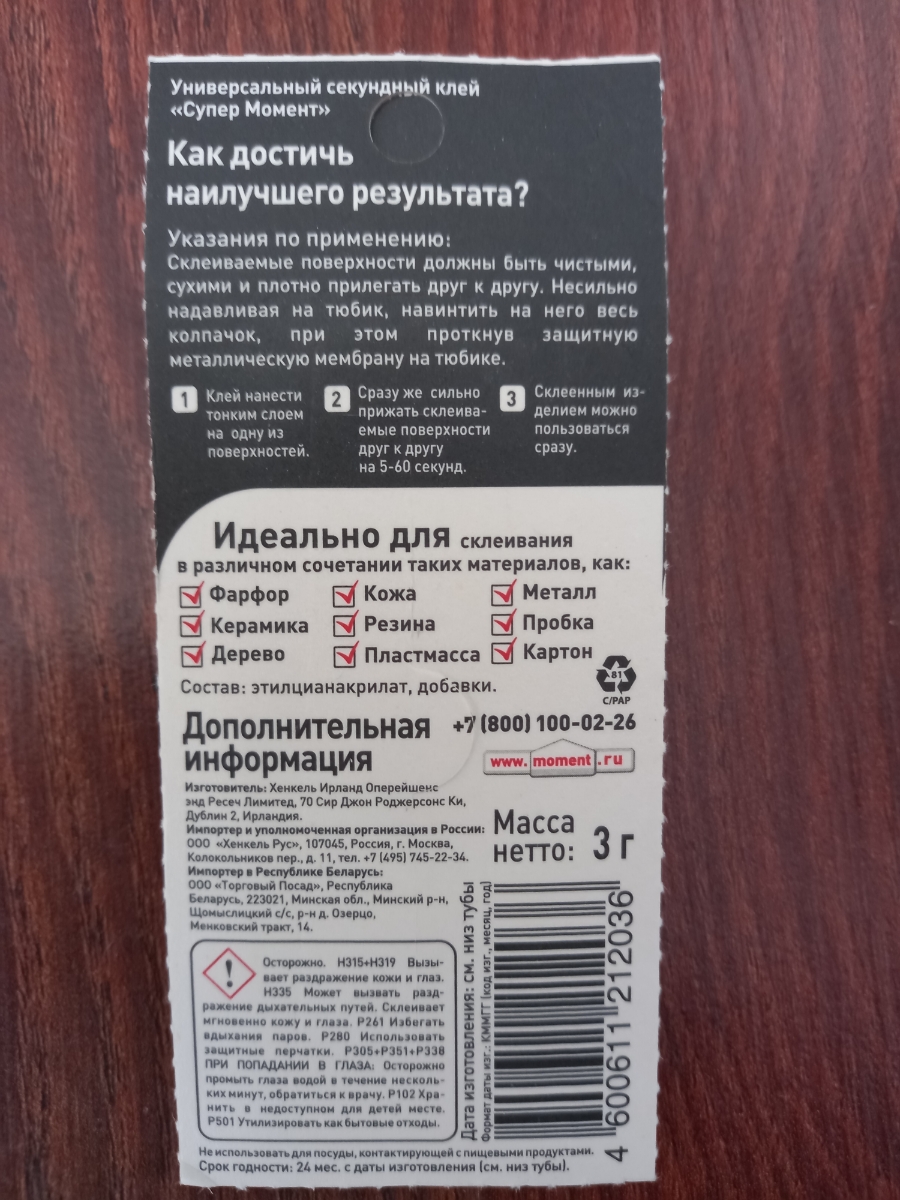 Универсальный секундный клей
«Супер Момент»
Как достичь
наилучшего результата?
Указания по применению:
Склеиваемые поверхности должны быть чистыми,
сухими и плотно прилегать друг к другу. Несильно
надавливая на тюбик, навинтить на него весь
колпачок, при этом проткнув защитную
металлическую мембрану на тюбике.
1 Клей нанести
тонким слоем
на одну из
поверхностей.
2 Сразу же сильно
прижать склеива-
емые поверхности
друг к другу
на 5-60 секунд.
3 Склеенным из-
делием можно
пользоваться
сразу.
Идеально для склеивания
в различном сочетании таких материалов, как:
Фарфор Кожа Металл
Керамика Резина Пробка
Дерево Пластмасса Картон
Состав: этилцианакрилат, добавки.
81
C/PAP
Дополнительная
информация
+7 (800) 100-02-26
www.moment.ru
Изготовитель: Хенкель Ирланд Оперейшенс
энд Ресеч Лимитед, 70 Сир Джон Роджерсонс Ки,
Дублин 2, Ирландия.
Импортер и уполномоченная организация в России:
ООО «Хенкель Рус», 107045, Россия, г. Москва,
Колокольников пер., д. 11, тел. +7 (495) 745-22-34.
Импортер в Республике Беларусь:
ООО «Торговый Посад», Республика
Беларусь, 223021, Минская обл., Минский р-н,
Щомыслицкий с/с, р-н д. Озерцо,
Менковский тракт, 14.
Масса
нетто: 3 г
Осторожно. H315+H319 Вызы-
вает раздражение кожи и глаз.
H335 Может вызвать разд-
ражение дыхательных путей. Склеивает
мгновенно кожу и глаза. P261 Избегать
вдыхания паров. P280 Использовать
защитные перчатки. P305+P351+P338
ПРИ ПОПАДАНИИ В ГЛАЗА: Осторожно
промыть глаза водой в течение несколь-
ких минут, обратиться к врачу. P102 Хра-
нить в недоступном для детей месте.
P501 Утилизировать как бытовые отходы.
Дата изготовления: см. низ тубы
Формат даты изг.: КММГГ (код изг., месяц, год)
4 600611 212036
Не использовать для посуды, контактирующей с пищевыми продуктами.
Срок годности: 24 мес. с даты изготовления (см. низ тубы).